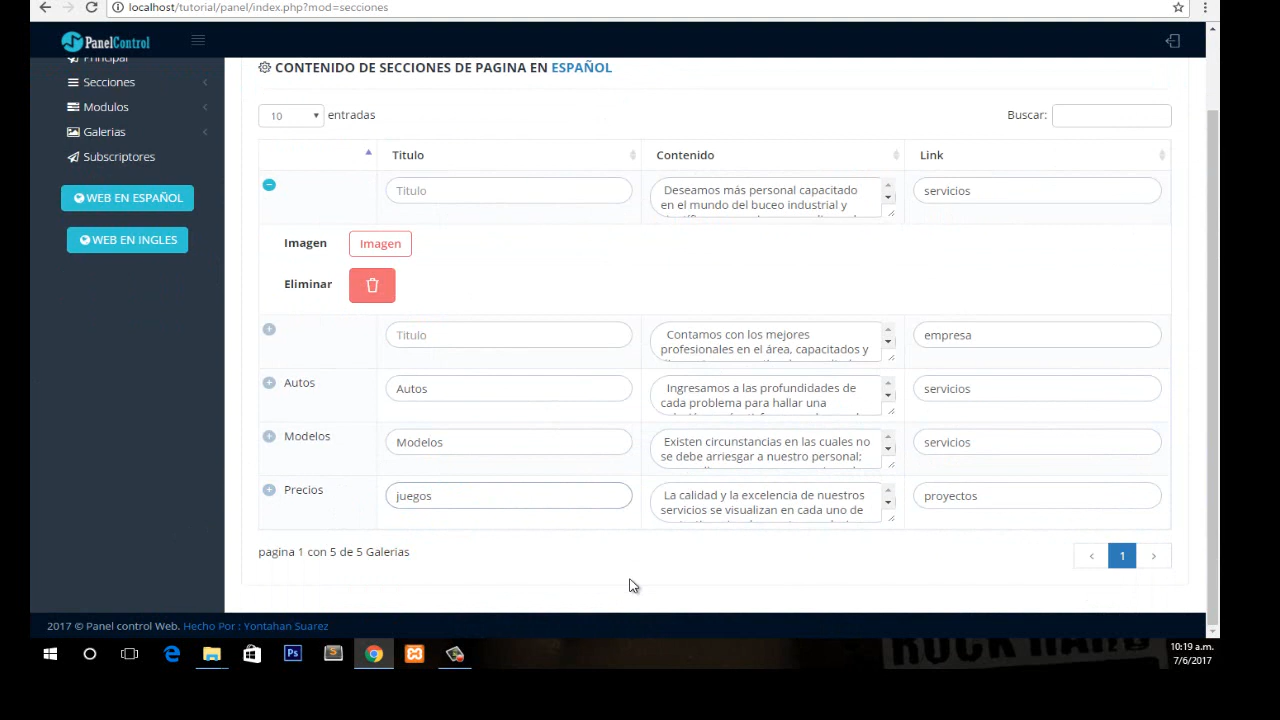 localhost/tutorial/panel/index.php?mod=secciones
PanelControl
Principal
Secciones
Modulos
Galerias
Subscriptores
WEB EN ESPAÑOL
WEB EN INGLES
CONTENIDO DE SECCIONES DE PAGINA EN ESPAÑOL
10 entradas
Buscar:
Titulo Contenido Link
Titulo
Deseamos más personal capacitado
en el mundo del buceo industrial y
servicios
Imagen Imagen
Eliminar
Titulo
Contamos con los mejores
profesionales en el área, capacitados y
empresa
Autos Autos
Ingresamos a las profundidades de
cada problema para hallar una
servicios
Modelos Modelos
Existen circunstancias en las cuales no
se debe arriesgar a nuestro personal;
servicios
Precios juegos
La calidad y la excelencia de nuestros
servicios se visualizan en cada uno de
proyectos
pagina 1 con 5 de 5 Galerias
‹ 1 ›
2017 © Panel control Web. Hecho Por : Yontahan Suarez
Ps
S
ROCK HARD
10:19 a.m.
7/6/2017